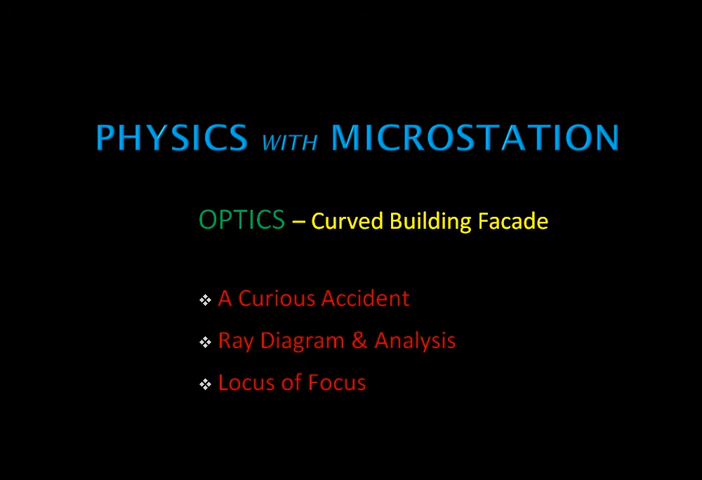 PHYSICS WITH MICROSTATION
OPTICS – Curved Building Facade
❖ A Curious Accident
❖ Ray Diagram & Analysis
❖ Locus of Focus